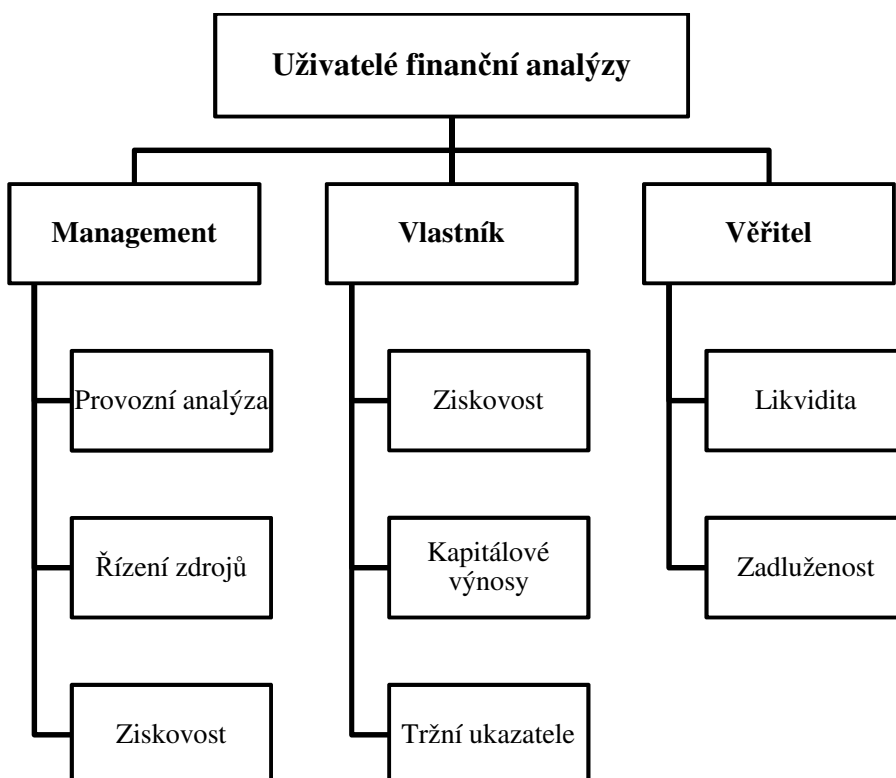 Uživatelé finanční analýzy
Management
Vlastník
Věřitel
Provozní analýza
Ziskovost
Likvidita
Řízení zdrojů
Kapitálové
výnosy
Zadluženost
Ziskovost
Tržní ukazatele